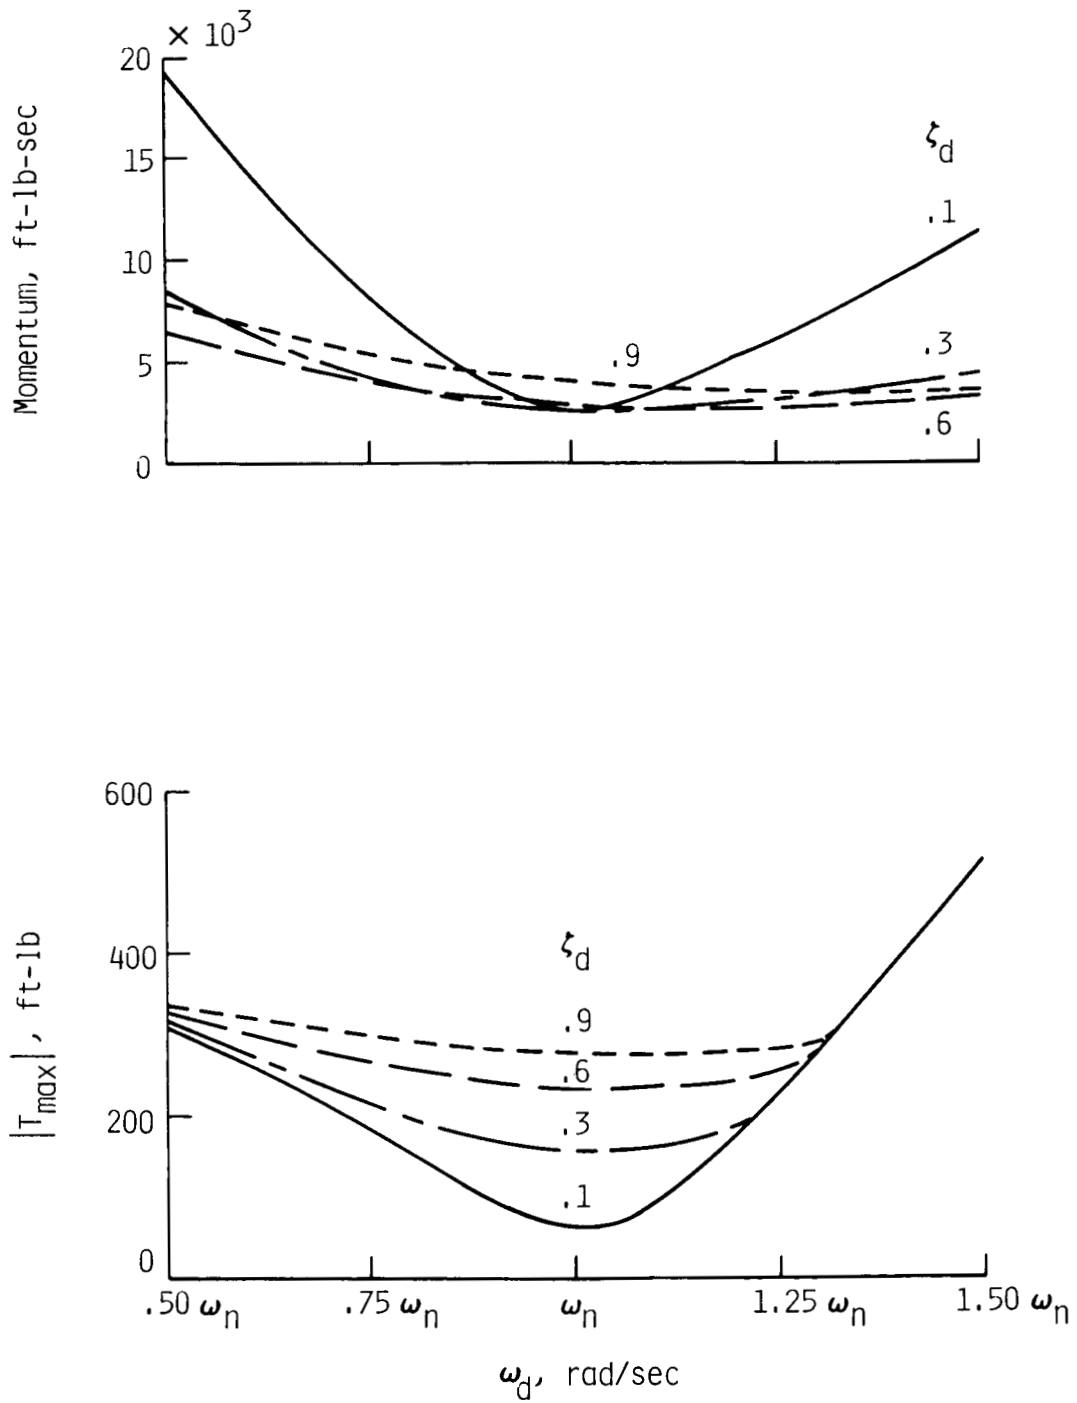 × 10³
20
15
10
5
0
Momentum, ft-lb-sec
ζd
.1
.9
.3
.6
600
400
200
0
|Tmax|, ft-lb
ζd
.9
.6
.3
.1
.50 ωn
.75 ωn
ωn
1.25 ωn
1.50 ωn
ωd, rad/sec